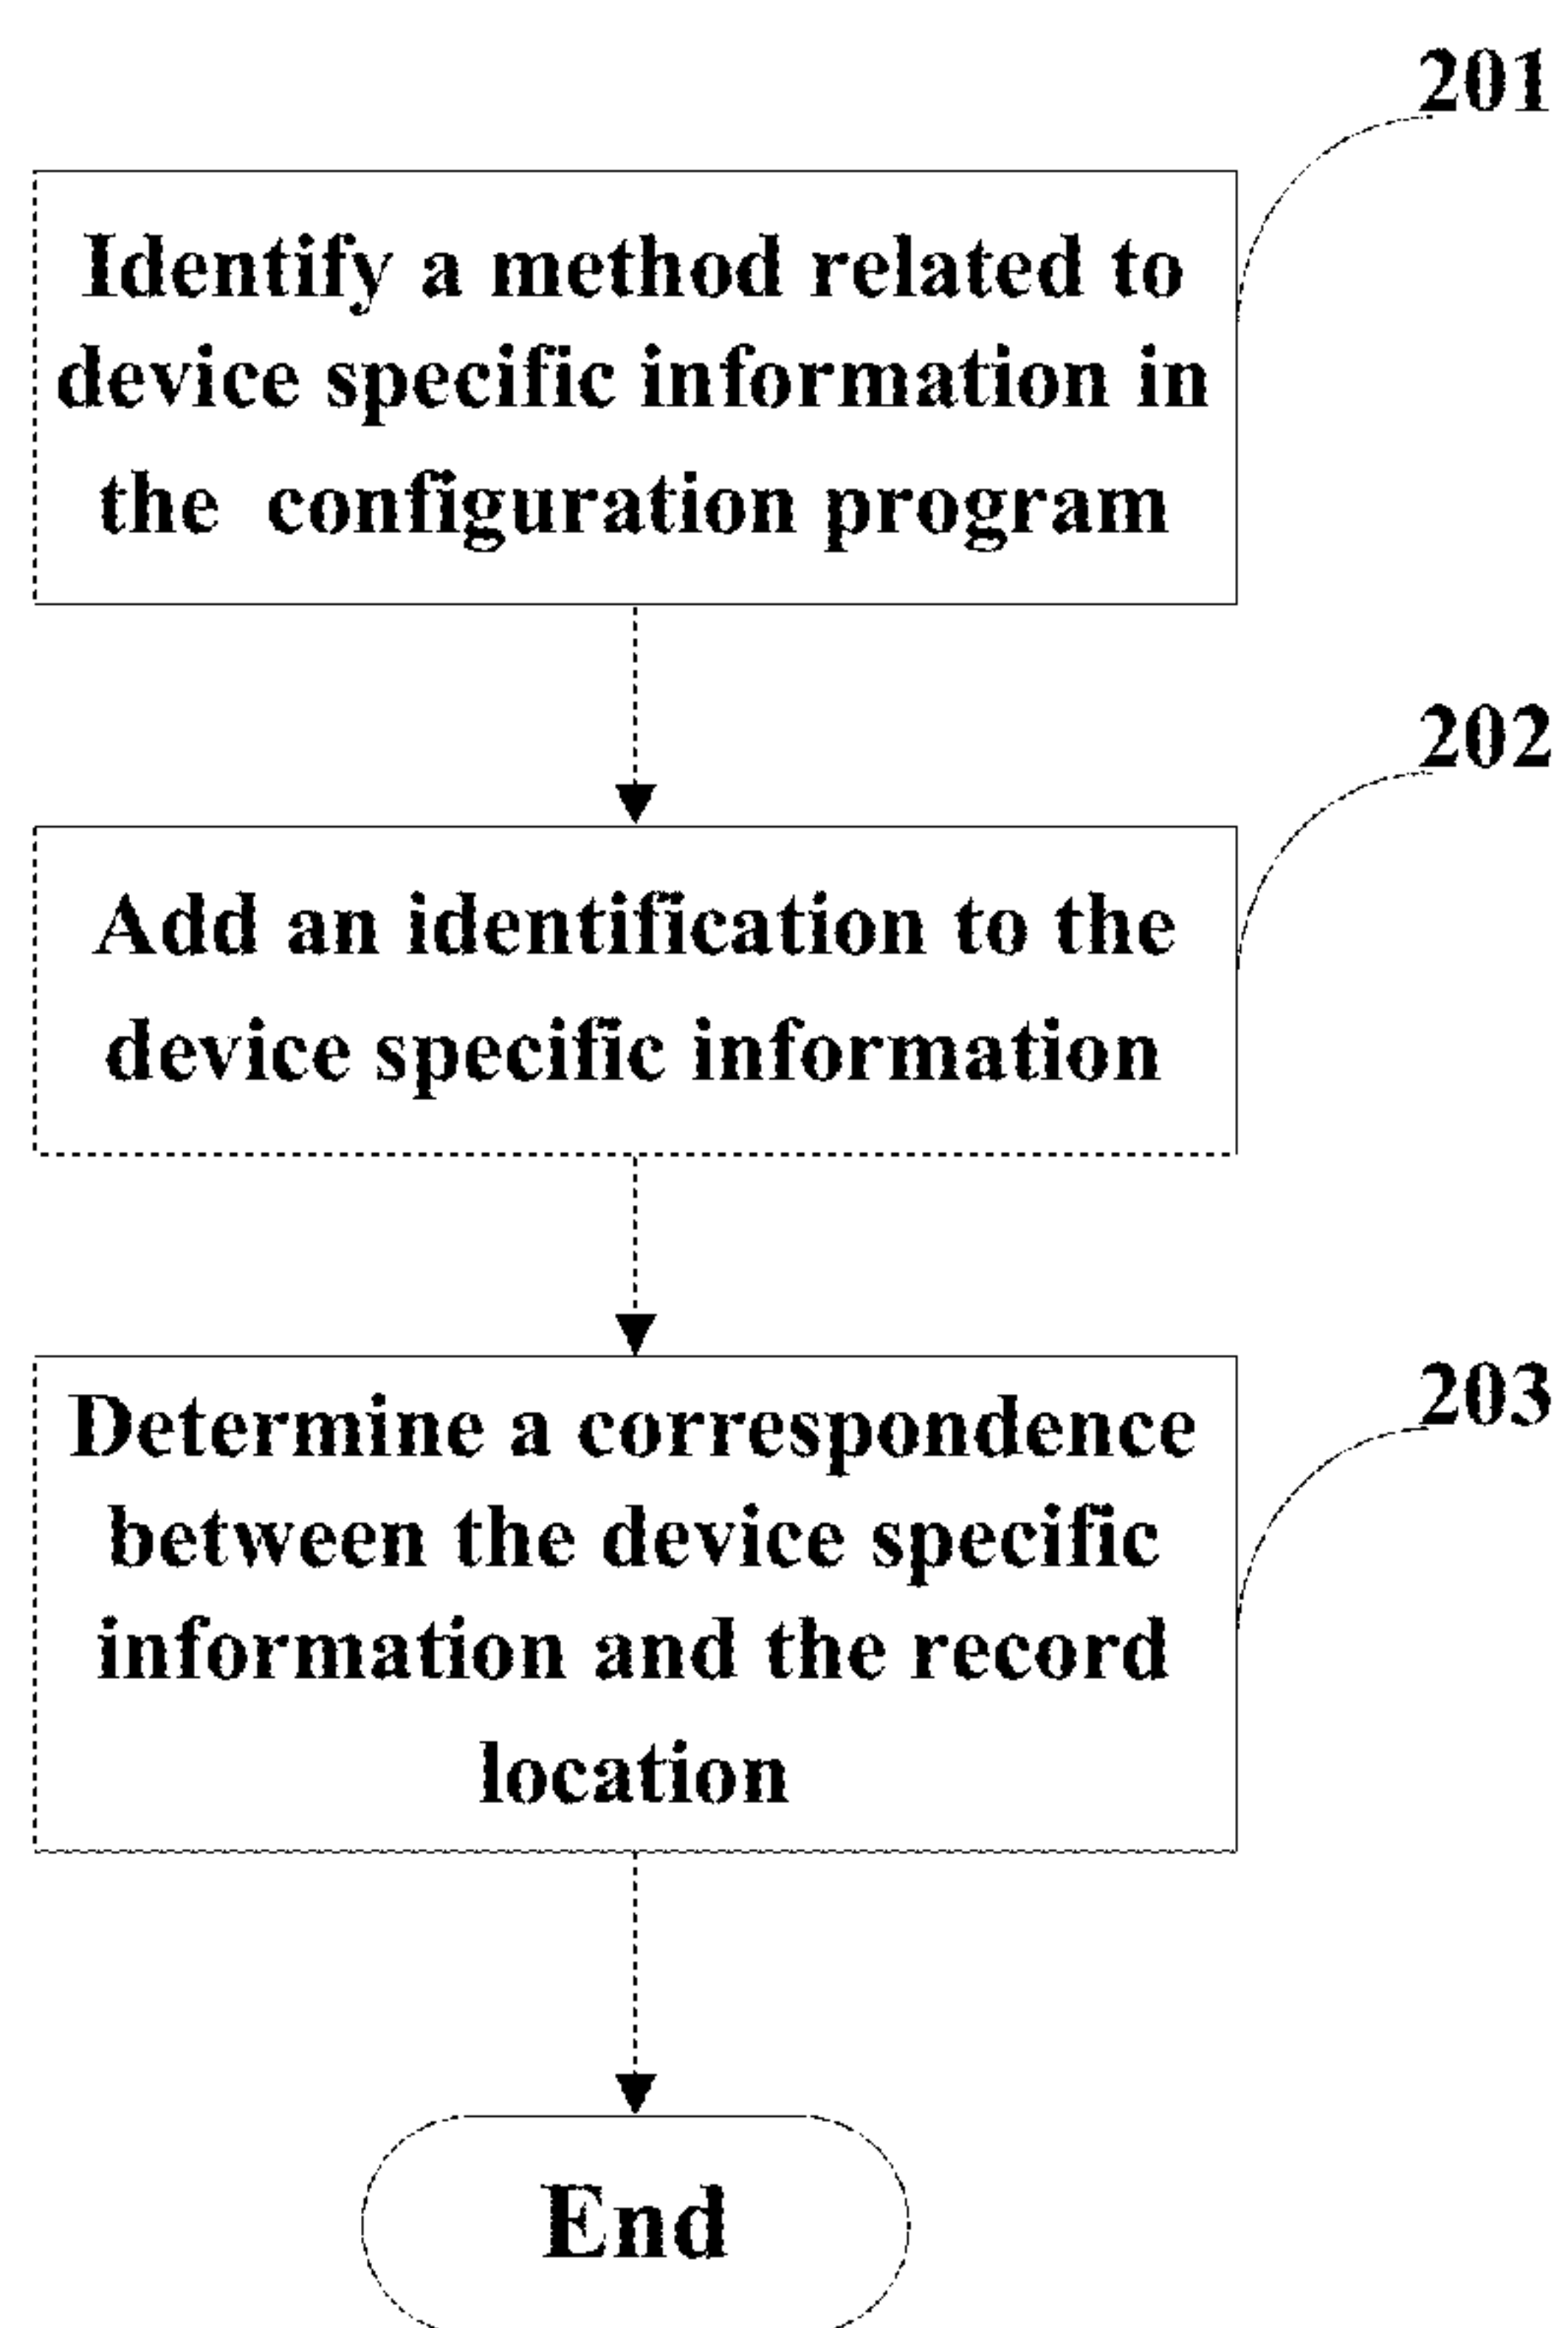 201
Identify a method related to
device specific information in
the configuration program
202
Add an identification to the
device specific information
203
Determine a correspondence
between the device specific
information and the record
location
End